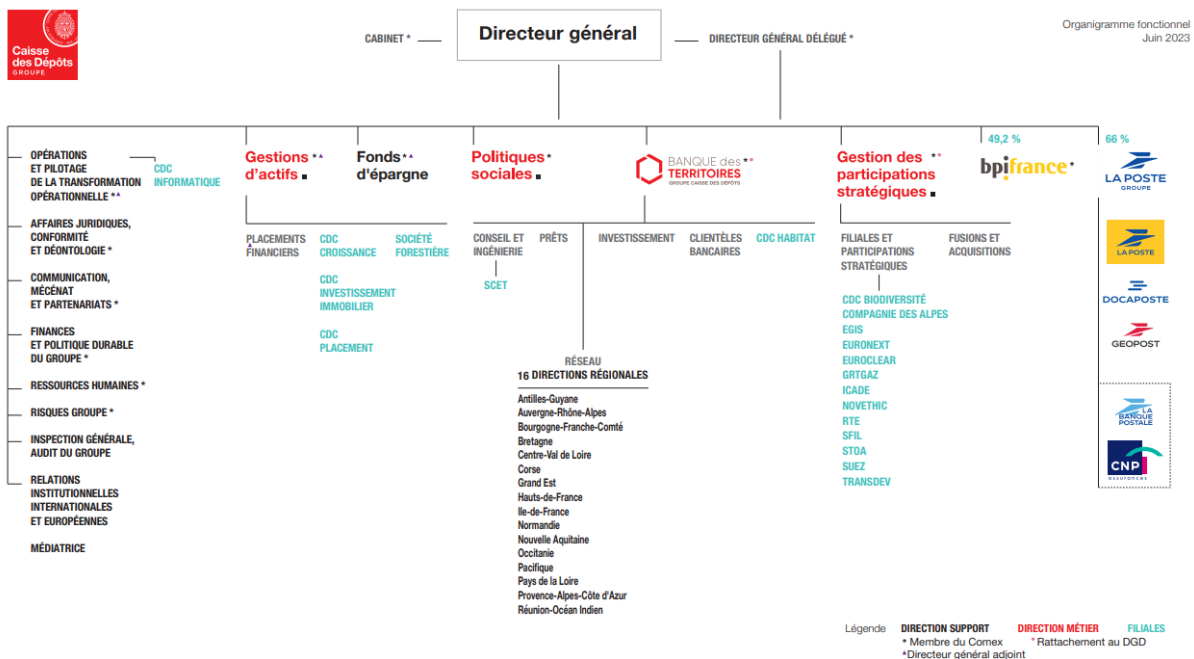 Caisse
des Dépôts
GROUPE
CABINET *
Directeur général
DIRECTEUR GÉNÉRAL DÉLÉGUÉ *
Organigramme fonctionnel
Juin 2023
OPÉRATIONS
ET PILOTAGE
DE LA TRANSFORMATION
OPÉRATIONNELLE *▲
CDC
INFORMATIQUE
AFFAIRES JURIDIQUES,
CONFORMITÉ
ET DÉONTOLOGIE *
COMMUNICATION,
MÉCÉNAT
ET PARTENARIATS *
FINANCES
ET POLITIQUE DURABLE
DU GROUPE *
RESSOURCES HUMAINES *
RISQUES GROUPE *
INSPECTION GÉNÉRALE,
AUDIT DU GROUPE
RELATIONS
INSTITUTIONNELLES
INTERNATIONALES
ET EUROPÉENNES
MÉDIATRICE
Gestions *▲
d'actifs ■
PLACEMENTS
FINANCIERS
CDC
CROISSANCE
CDC
INVESTISSEMENT
IMMOBILIER
CDC
PLACEMENT
SOCIÉTÉ
FORESTIÈRE
Fonds *▲
d'épargne
Politiques *
sociales ■
BANQUE des **
TERRITOIRES
GROUPE CAISSE DES DÉPÔTS
CONSEIL ET
INGÉNIERIE
SCET
PRÊTS
INVESTISSEMENT
CLIENTÈLES
BANCAIRES
CDC HABITAT
RÉSEAU
16 DIRECTIONS RÉGIONALES
Antilles-Guyane
Auvergne-Rhône-Alpes
Bourgogne-Franche-Comté
Bretagne
Centre-Val de Loire
Corse
Grand Est
Hauts-de-France
Ile-de-France
Normandie
Nouvelle Aquitaine
Occitanie
Pacifique
Pays de la Loire
Provence-Alpes-Côte d'Azur
Réunion-Océan Indien
Gestion des **
participations
stratégiques ■
FILIALES ET
PARTICIPATIONS
STRATÉGIQUES
CDC BIODIVERSITÉ
COMPAGNIE DES ALPES
EGIS
EURONEXT
EUROCLEAR
GRTGAZ
ICADE
NOVETHIC
RTE
SFIL
STOA
SUEZ
TRANSDEV
FUSIONS ET
ACQUISITIONS
49,2 %
bpifrance *
66 %
LA POSTE
GROUPE
LA POSTE
DOCAPOSTE
GEOPOST
LA
BANQUE
POSTALE
CNP
assurances
Légende DIRECTION SUPPORT DIRECTION MÉTIER FILIALES
* Membre du Comex * Rattachement au DGD
▲Directeur général adjoint